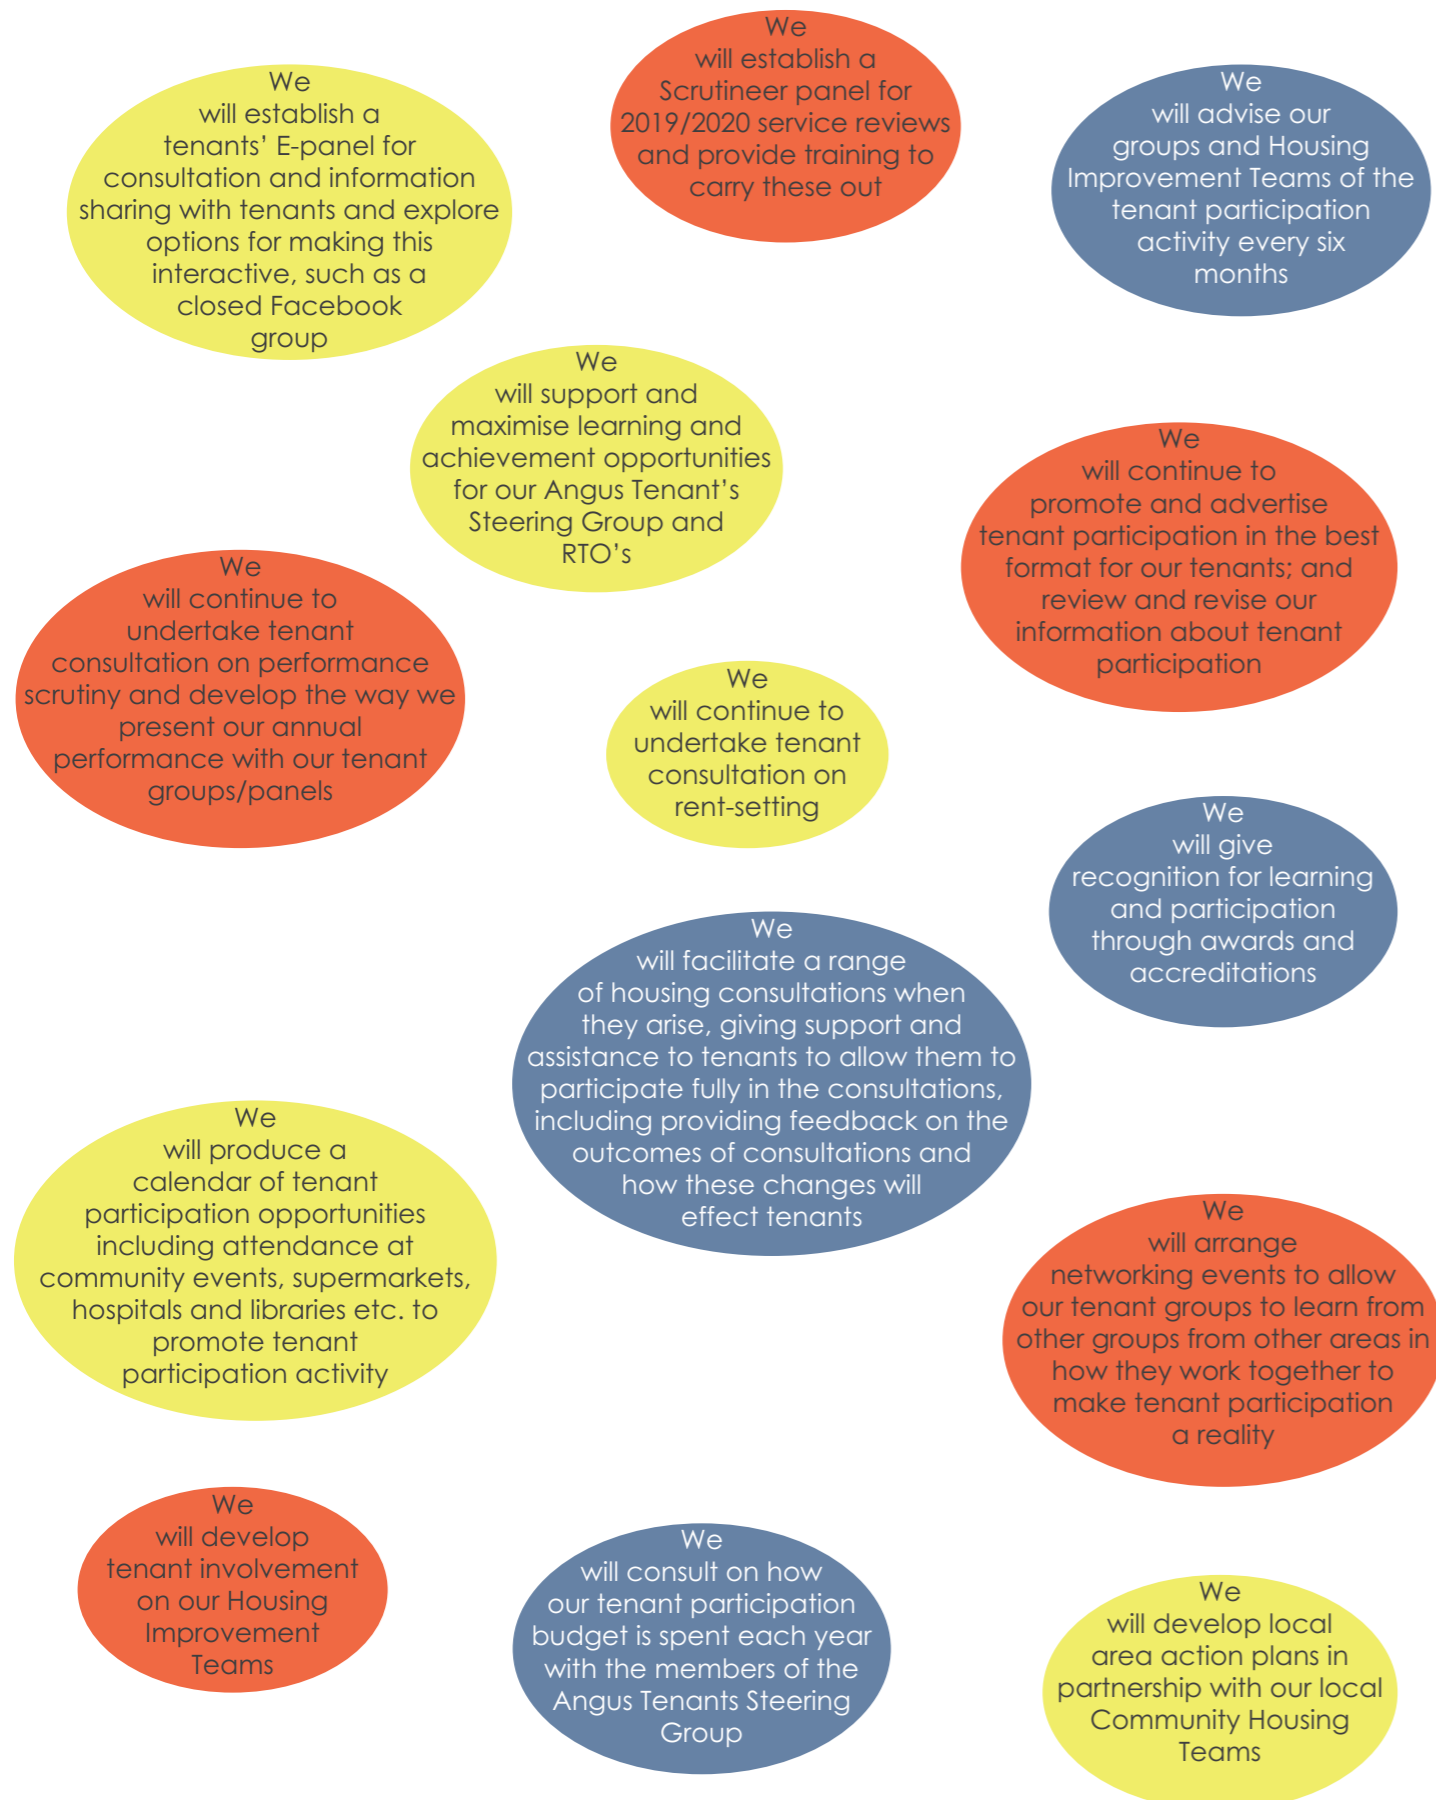 We
will establish a
tenants’ E-panel for
consultation and information
sharing with tenants and explore
options for making this
interactive, such as a
closed Facebook
group
We
will establish a
Scrutineer panel for
2019/2020 service reviews
and provide training to
carry these out
We
will advise our
groups and Housing
Improvement Teams of the
tenant participation
activity every six
months
We
will support and
maximise learning and
achievement opportunities
for our Angus Tenant’s
Steering Group and
RTO’s
We
will continue to
promote and advertise
tenant participation in the best
format for our tenants; and
review and revise our
information about tenant
participation
We
will continue to
undertake tenant
consultation on performance
scrutiny and develop the way we
present our annual
performance with our tenant
groups/panels
We
will continue to
undertake tenant
consultation on
rent-setting
We
will give
recognition for learning
and participation
through awards and
accreditations
We
will facilitate a range
of housing consultations when
they arise, giving support and
assistance to tenants to allow them to
participate fully in the consultations,
including providing feedback on the
outcomes of consultations and
how these changes will
effect tenants
We
will produce a
calendar of tenant
participation opportunities
including attendance at
community events, supermarkets,
hospitals and libraries etc. to
promote tenant
participation activity
We
will arrange
networking events to allow
our tenant groups to learn from
other groups from other areas in
how they work together to
make tenant participation
a reality
We
will develop
tenant involvement
on our Housing
Improvement
Teams
We
will consult on how
our tenant participation
budget is spent each year
with the members of the
Angus Tenants Steering
Group
We
will develop local
area action plans in
partnership with our local
Community Housing
Teams